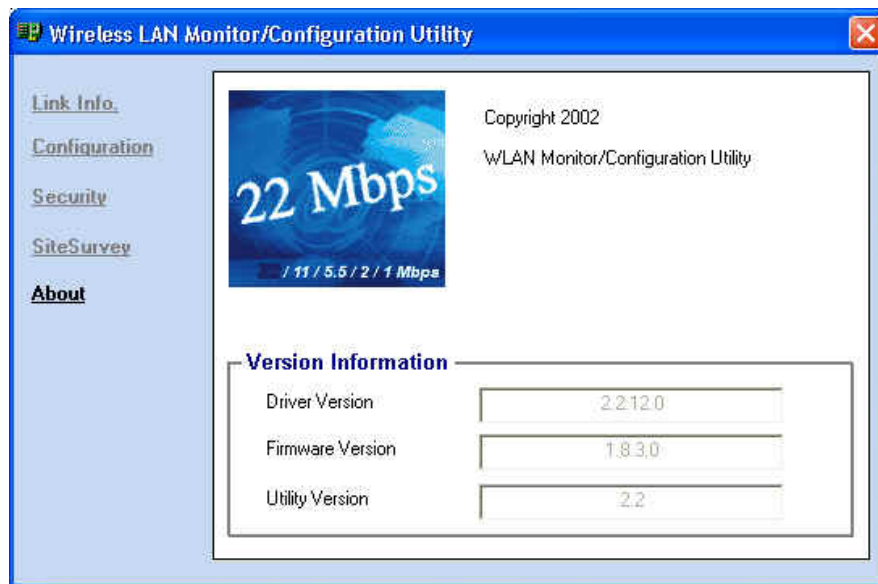 Wireless LAN Monitor/Configuration Utility
Link Info.
Configuration
Security
SiteSurvey
About
22 Mbps
/ 11 / 5.5 / 2 / 1 Mbps
Copyright 2002
WLAN Monitor/Configuration Utility
Version Information
Driver Version
2.2.12.0
Firmware Version
1.8.3.0
Utility Version
2.2